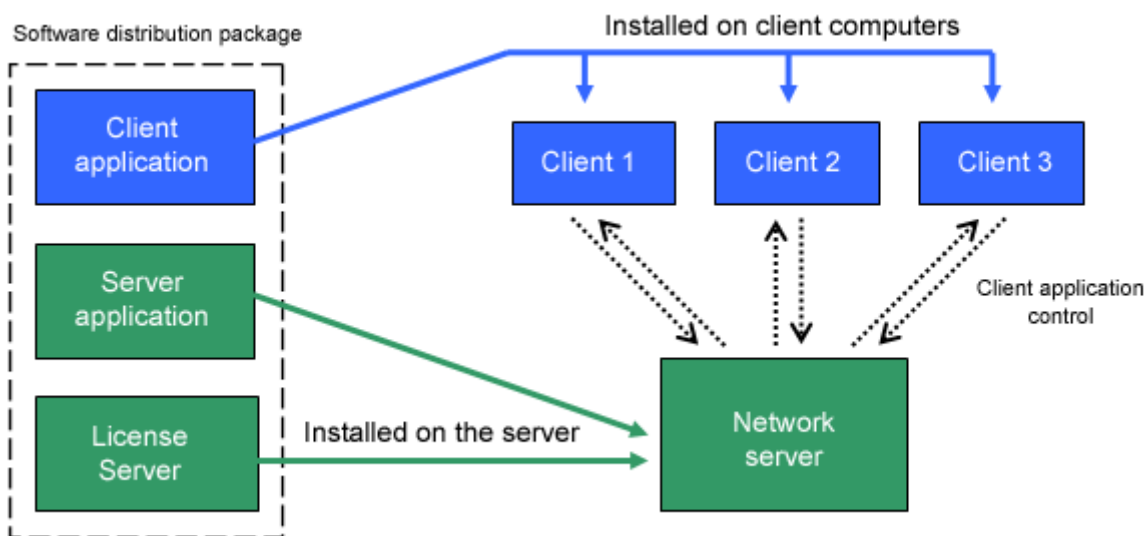 Software distribution package
Installed on client computers
Client
application
Client 1
Client 2
Client 3
Server
application
Client application
control
License
Server
Installed on the server
Network
server